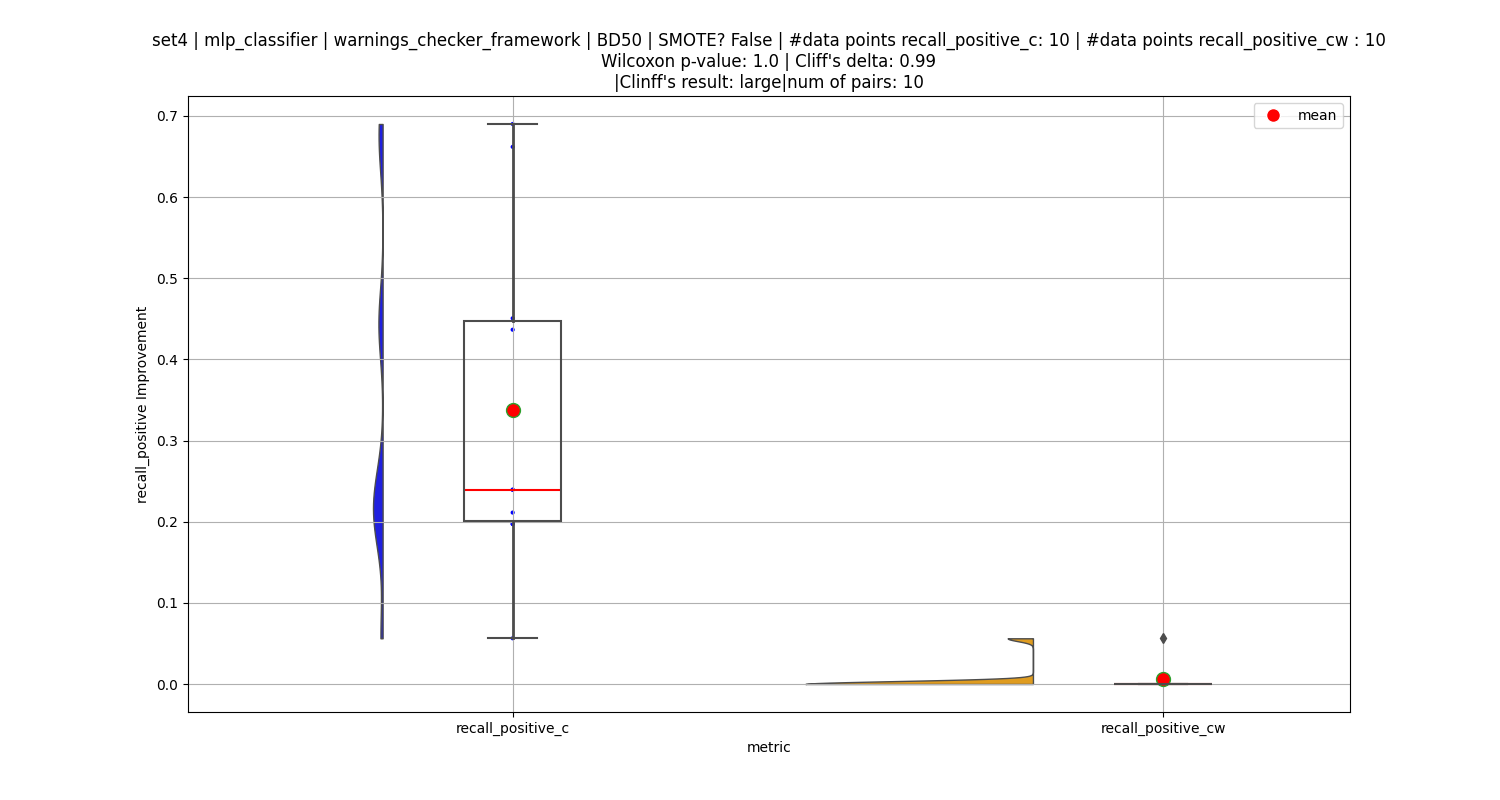 set4 | mlp_classifier | warnings_checker_framework | BD50 | SMOTE? False | #data points recall_positive_c: 10 | #data points recall_positive_cw : 10
Wilcoxon p-value: 1.0 | Cliff's delta: 0.99
|Clinff's result: large|num of pairs: 10
mean
0.7
0.6
0.5
0.4
0.3
0.2
0.1
0.0
recall_positive Improvement
recall_positive_c
recall_positive_cw
metric